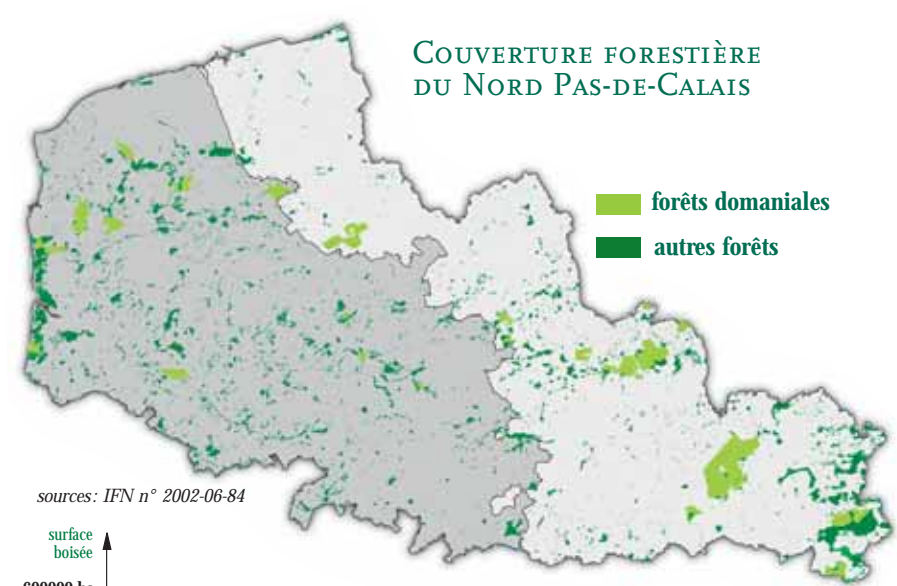 COUVERTURE FORESTIÈRE
DU NORD PAS-DE-CALAIS
forêts domaniales
autres forêts
sources: IFN n° 2002-06-84
surface
boisée